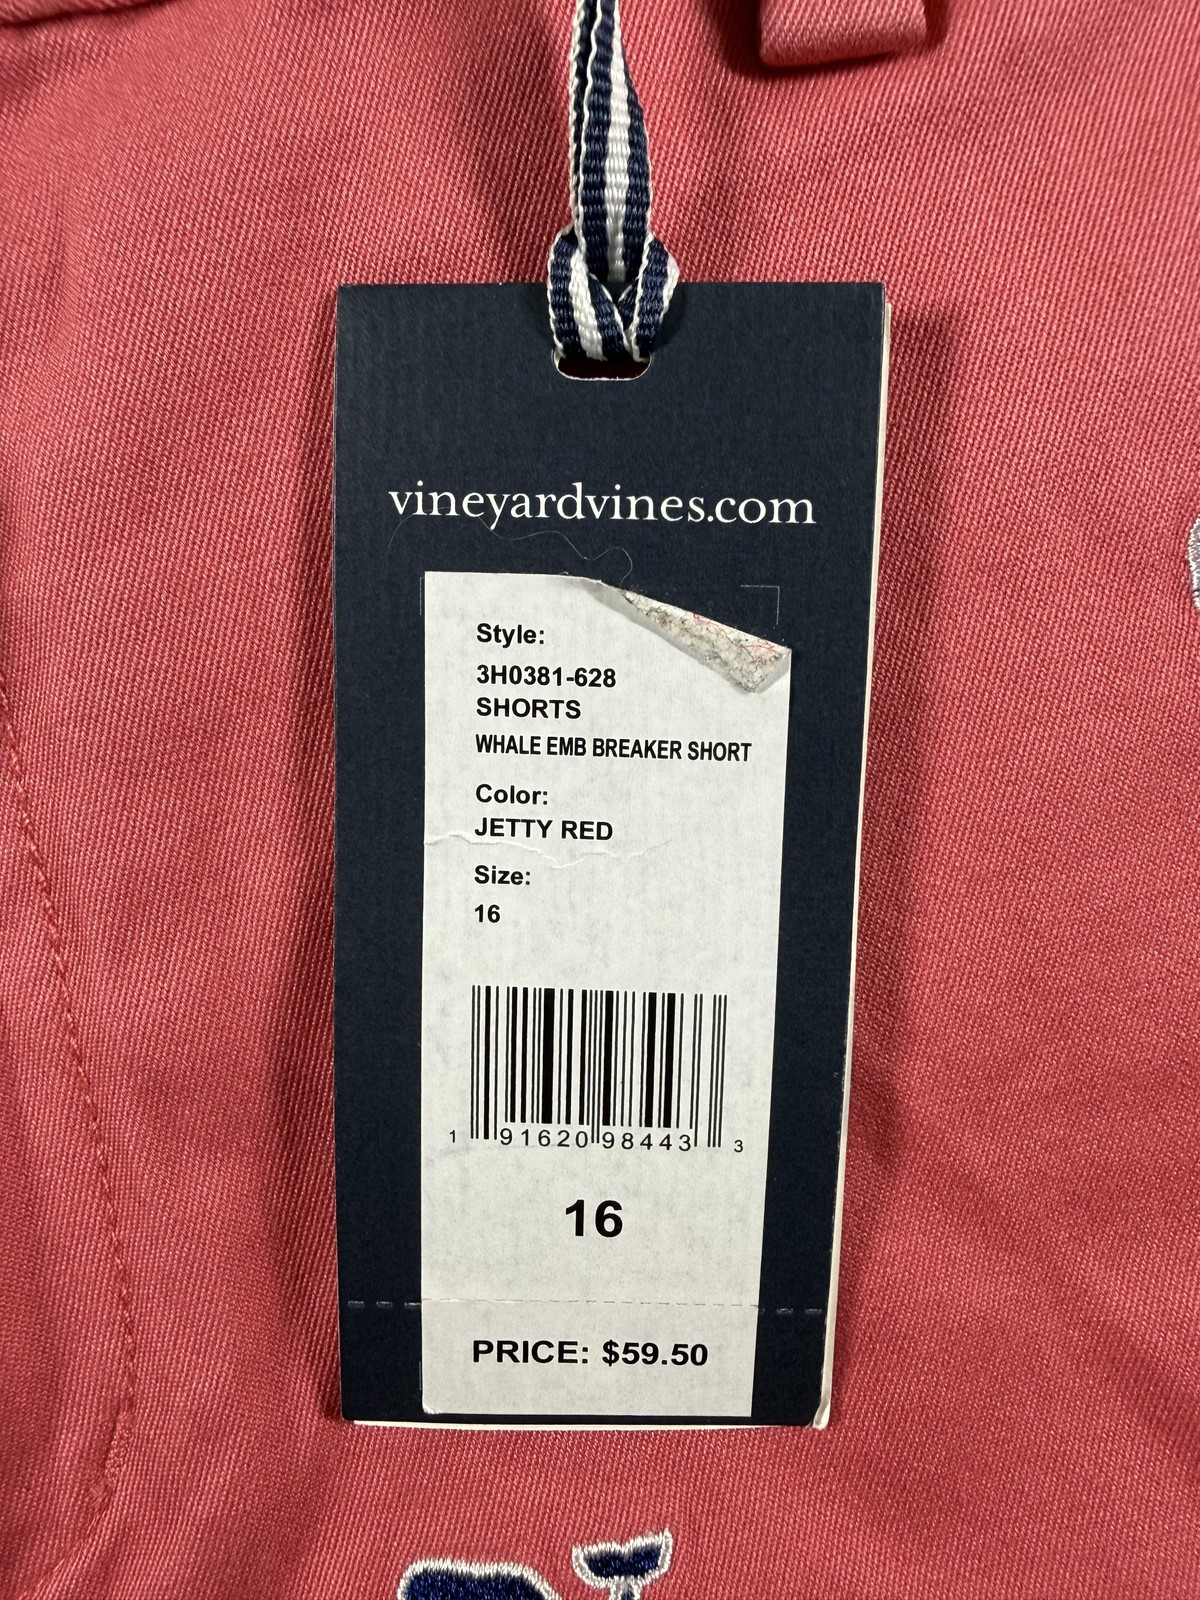 vineyardvines.com
Style:
3H0381-628
SHORTS
WHALE EMB BREAKER SHORT
Color:
JETTY RED
Size:
16
1 91620 98443 3
16
PRICE: $59.50